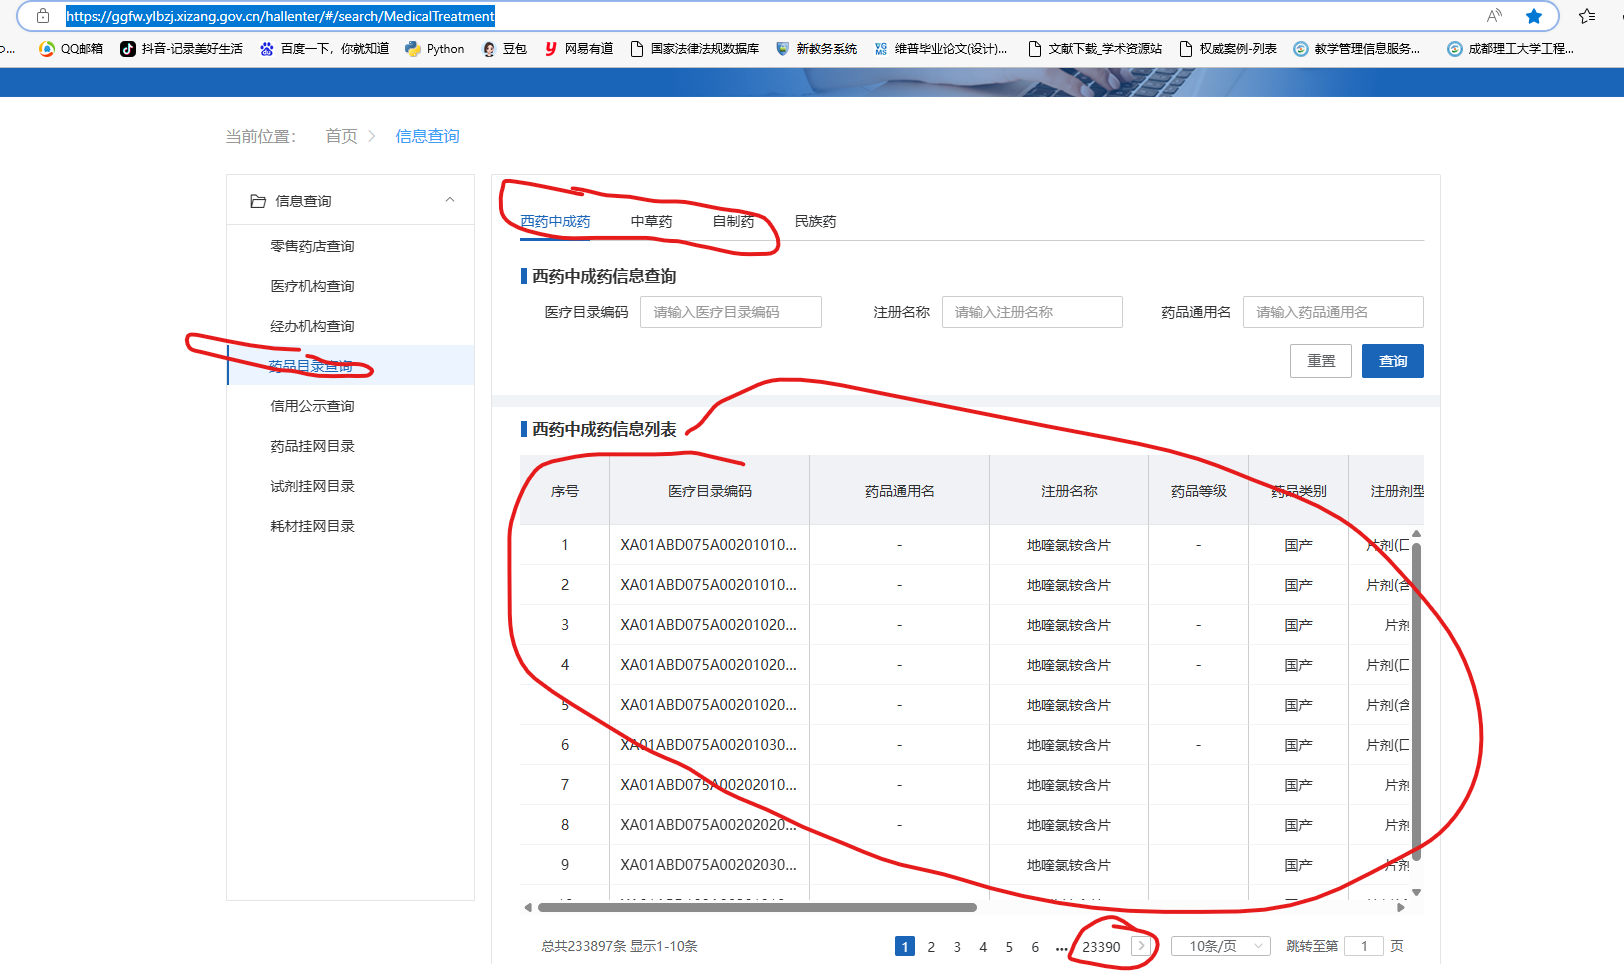 https://ggfw.ylbzj.xizang.gov.cn/hallenter/#/search/MedicalTreatment
QQ邮箱 抖音-记录美好生活 百度一下，你就知道 Python 豆包 网易有道 国家法律法规数据库 新教务系统 维普毕业论文(设计)... 文献下载_学术资源站 权威案例-列表 教学管理信息服务... 成都理工大学工程...
当前位置： 首页 > 信息查询
信息查询
零售药店查询
医疗机构查询
经办机构查询
药品目录查询
信用公示查询
药品挂网目录
试剂挂网目录
耗材挂网目录
西药中成药 中草药 自制药 民族药
西药中成药信息查询
医疗目录编码 请输入医疗目录编码 注册名称 请输入注册名称 药品通用名 请输入药品通用名
重置 查询
西药中成药信息列表
序号 医疗目录编码 药品通用名 注册名称 药品等级 药品类别 注册剂型
1 XA01ABD075A00201010... - 地喹氯铵含片 - 国产 片剂(口
2 XA01ABD075A00201010... - 地喹氯铵含片 国产 片剂(含
3 XA01ABD075A00201020... - 地喹氯铵含片 - 国产 片剂
4 XA01ABD075A00201020... - 地喹氯铵含片 - 国产 片剂(口
5 XA01ABD075A00201020... - 地喹氯铵含片 国产 片剂(含
6 XA01ABD075A00201030... - 地喹氯铵含片 - 国产 片剂(口
7 XA01ABD075A00202010... - 地喹氯铵含片 国产 片剂
8 XA01ABD075A00202020... - 地喹氯铵含片 国产 片剂
9 XA01ABD075A00202030... 地喹氯铵含片 国产 片剂
总共233897条 显示1-10条 1 2 3 4 5 6 ... 23390 > 10条/页 跳转至第 1 页